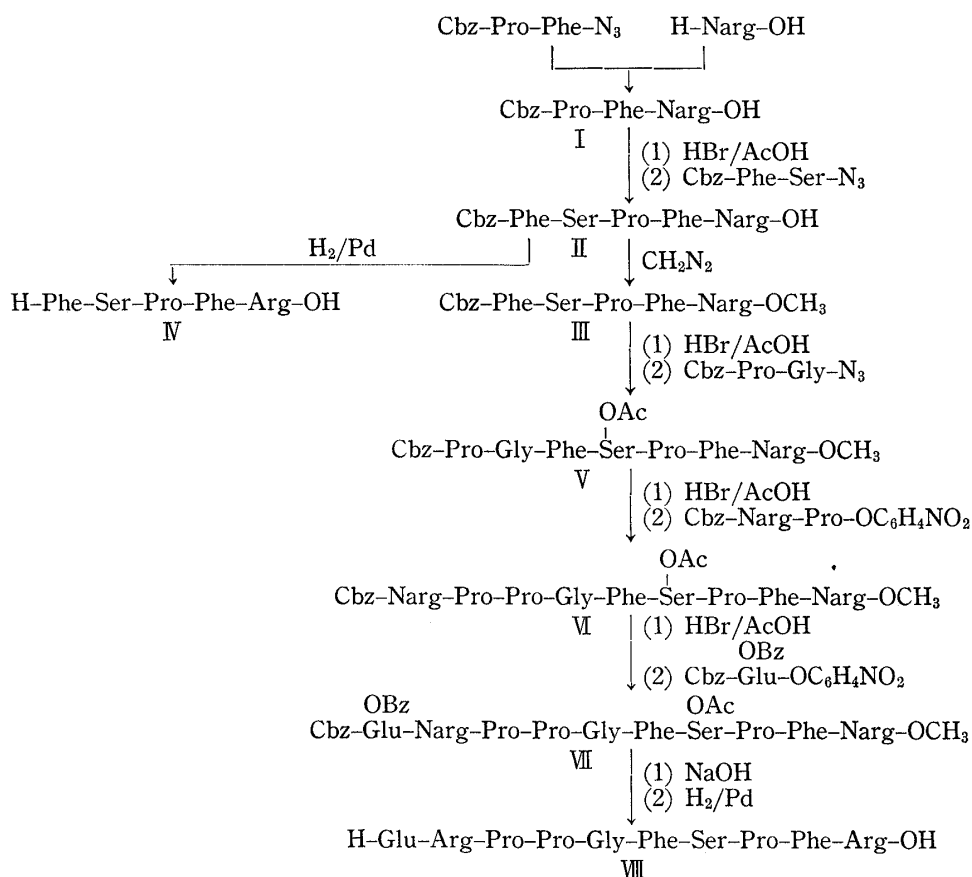 Cbz–Pro–Phe–N₃ H–Narg–OH
Cbz–Pro–Phe–Narg–OH
Ⅰ
(1) HBr/AcOH
(2) Cbz–Phe–Ser–N₃
Cbz–Phe–Ser–Pro–Phe–Narg–OH
H₂/Pd
Ⅱ
CH₂N₂
H–Phe–Ser–Pro–Phe–Arg–OH
Ⅳ
Cbz–Phe–Ser–Pro–Phe–Narg–OCH₃
Ⅲ
(1) HBr/AcOH
(2) Cbz–Pro–Gly–N₃
OAc
Cbz–Pro–Gly–Phe–Ser–Pro–Phe–Narg–OCH₃
Ⅴ
(1) HBr/AcOH
(2) Cbz–Narg–Pro–OC₆H₄NO₂
OAc
Cbz–Narg–Pro–Pro–Gly–Phe–Ser–Pro–Phe–Narg–OCH₃
Ⅵ
(1) HBr/AcOH
OBz
(2) Cbz–Glu–OC₆H₄NO₂
OBz OAc
Cbz–Glu–Narg–Pro–Pro–Gly–Phe–Ser–Pro–Phe–Narg–OCH₃
Ⅶ
(1) NaOH
(2) H₂/Pd
H–Glu–Arg–Pro–Pro–Gly–Phe–Ser–Pro–Phe–Arg–OH
Ⅷ